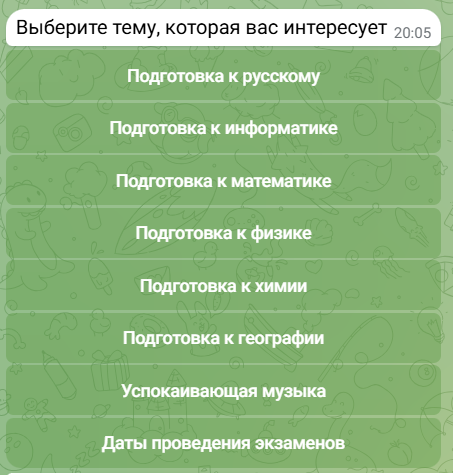 Выберите тему, которая вас интересует 20:05
Подготовка к русскому
Подготовка к информатике
Подготовка к математике
Подготовка к физике
Подготовка к химии
Подготовка к географии
Успокаивающая музыка
Даты проведения экзаменов